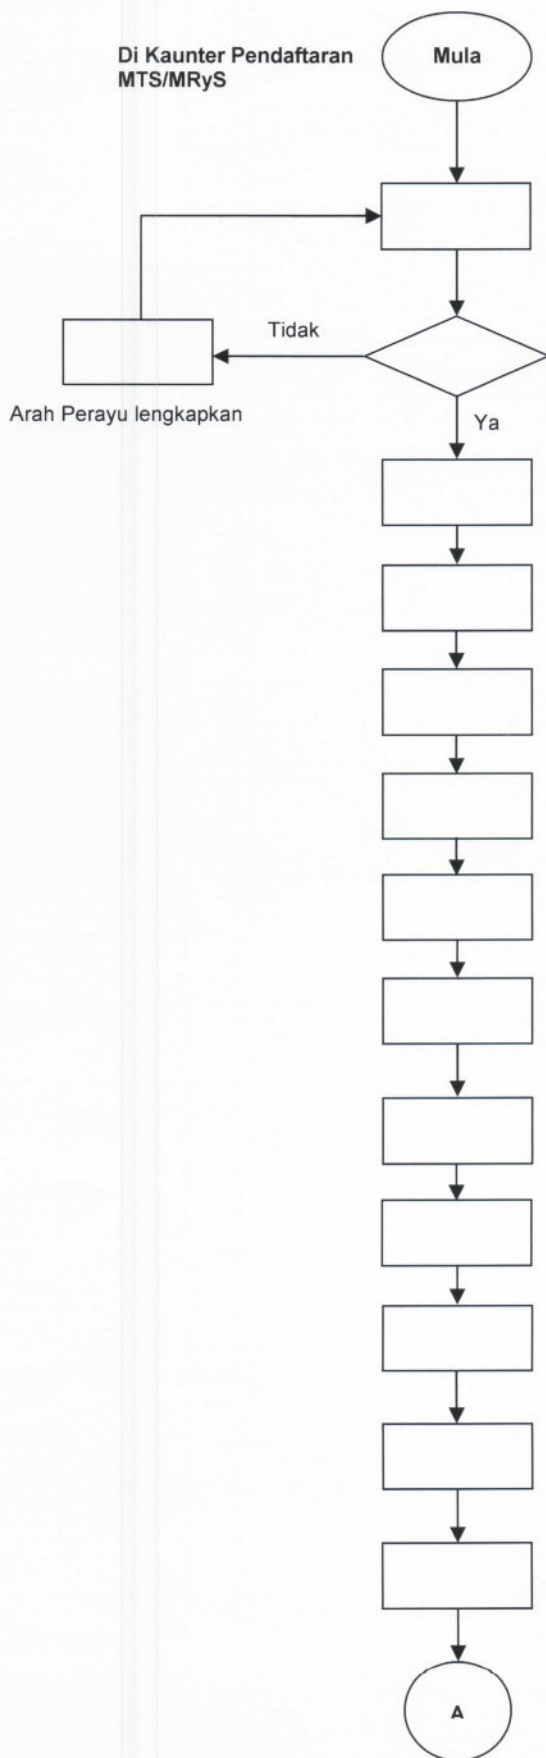 Di Kaunter Pendaftaran
MTS/MRyS
Mula
Tidak
Arah Perayu lengkapkan
Ya
A